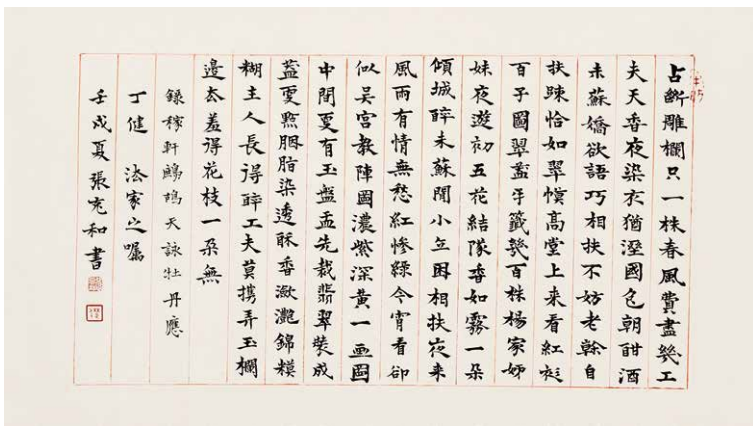 占斷雕欄只一株春風費盡幾工
夫天香夜染衣猶溼國色朝酣酒
未蘇嬌欲語巧相扶不妨老榦自
扶疎恰如翠幙高堂上來看紅衫
百子圖翠蓋牙籤幾百株楊家姊
妹夜遊初五花結隊香如霧一朵
傾城醉未蘇閒小立困相扶夜來
風雨有情無愁紅慘綠今宵看卻
似吳宮教陣圖濃紫深黃一畫圖
中間更有玉盤盂先裁翡翠裝成
蓋更點胭脂染透酥香瀲灩錦糢
糊主人長得醉工夫莫攜弄玉欄
邊去羞得花枝一朵無
錄稼軒鷓鴣天詠牡丹應
丁健 法家之囑
壬戌夏張充和書